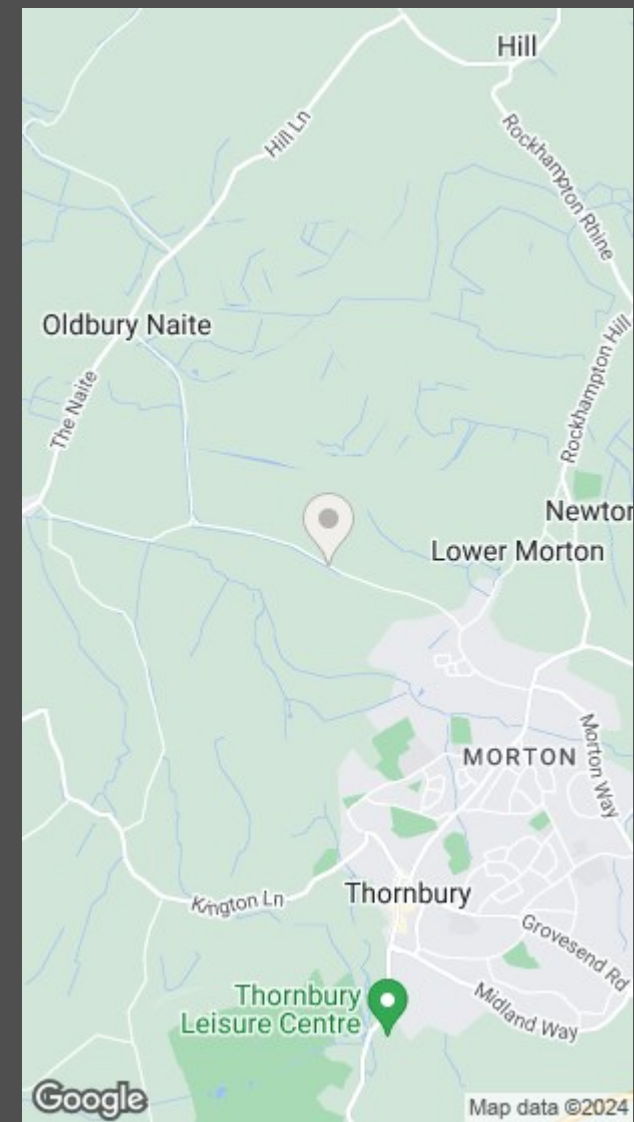 Hill
Hill Ln
Rockhampton Rhine
Oldbury Naite
Rockhampton Hill
The Naite
Newton
Lower Morton
MORTON
Morton Way
Thornbury
Kington Ln
Grovesend Rd
Thornbury
Leisure Centre
Midland Way
Google
Map data ©2024